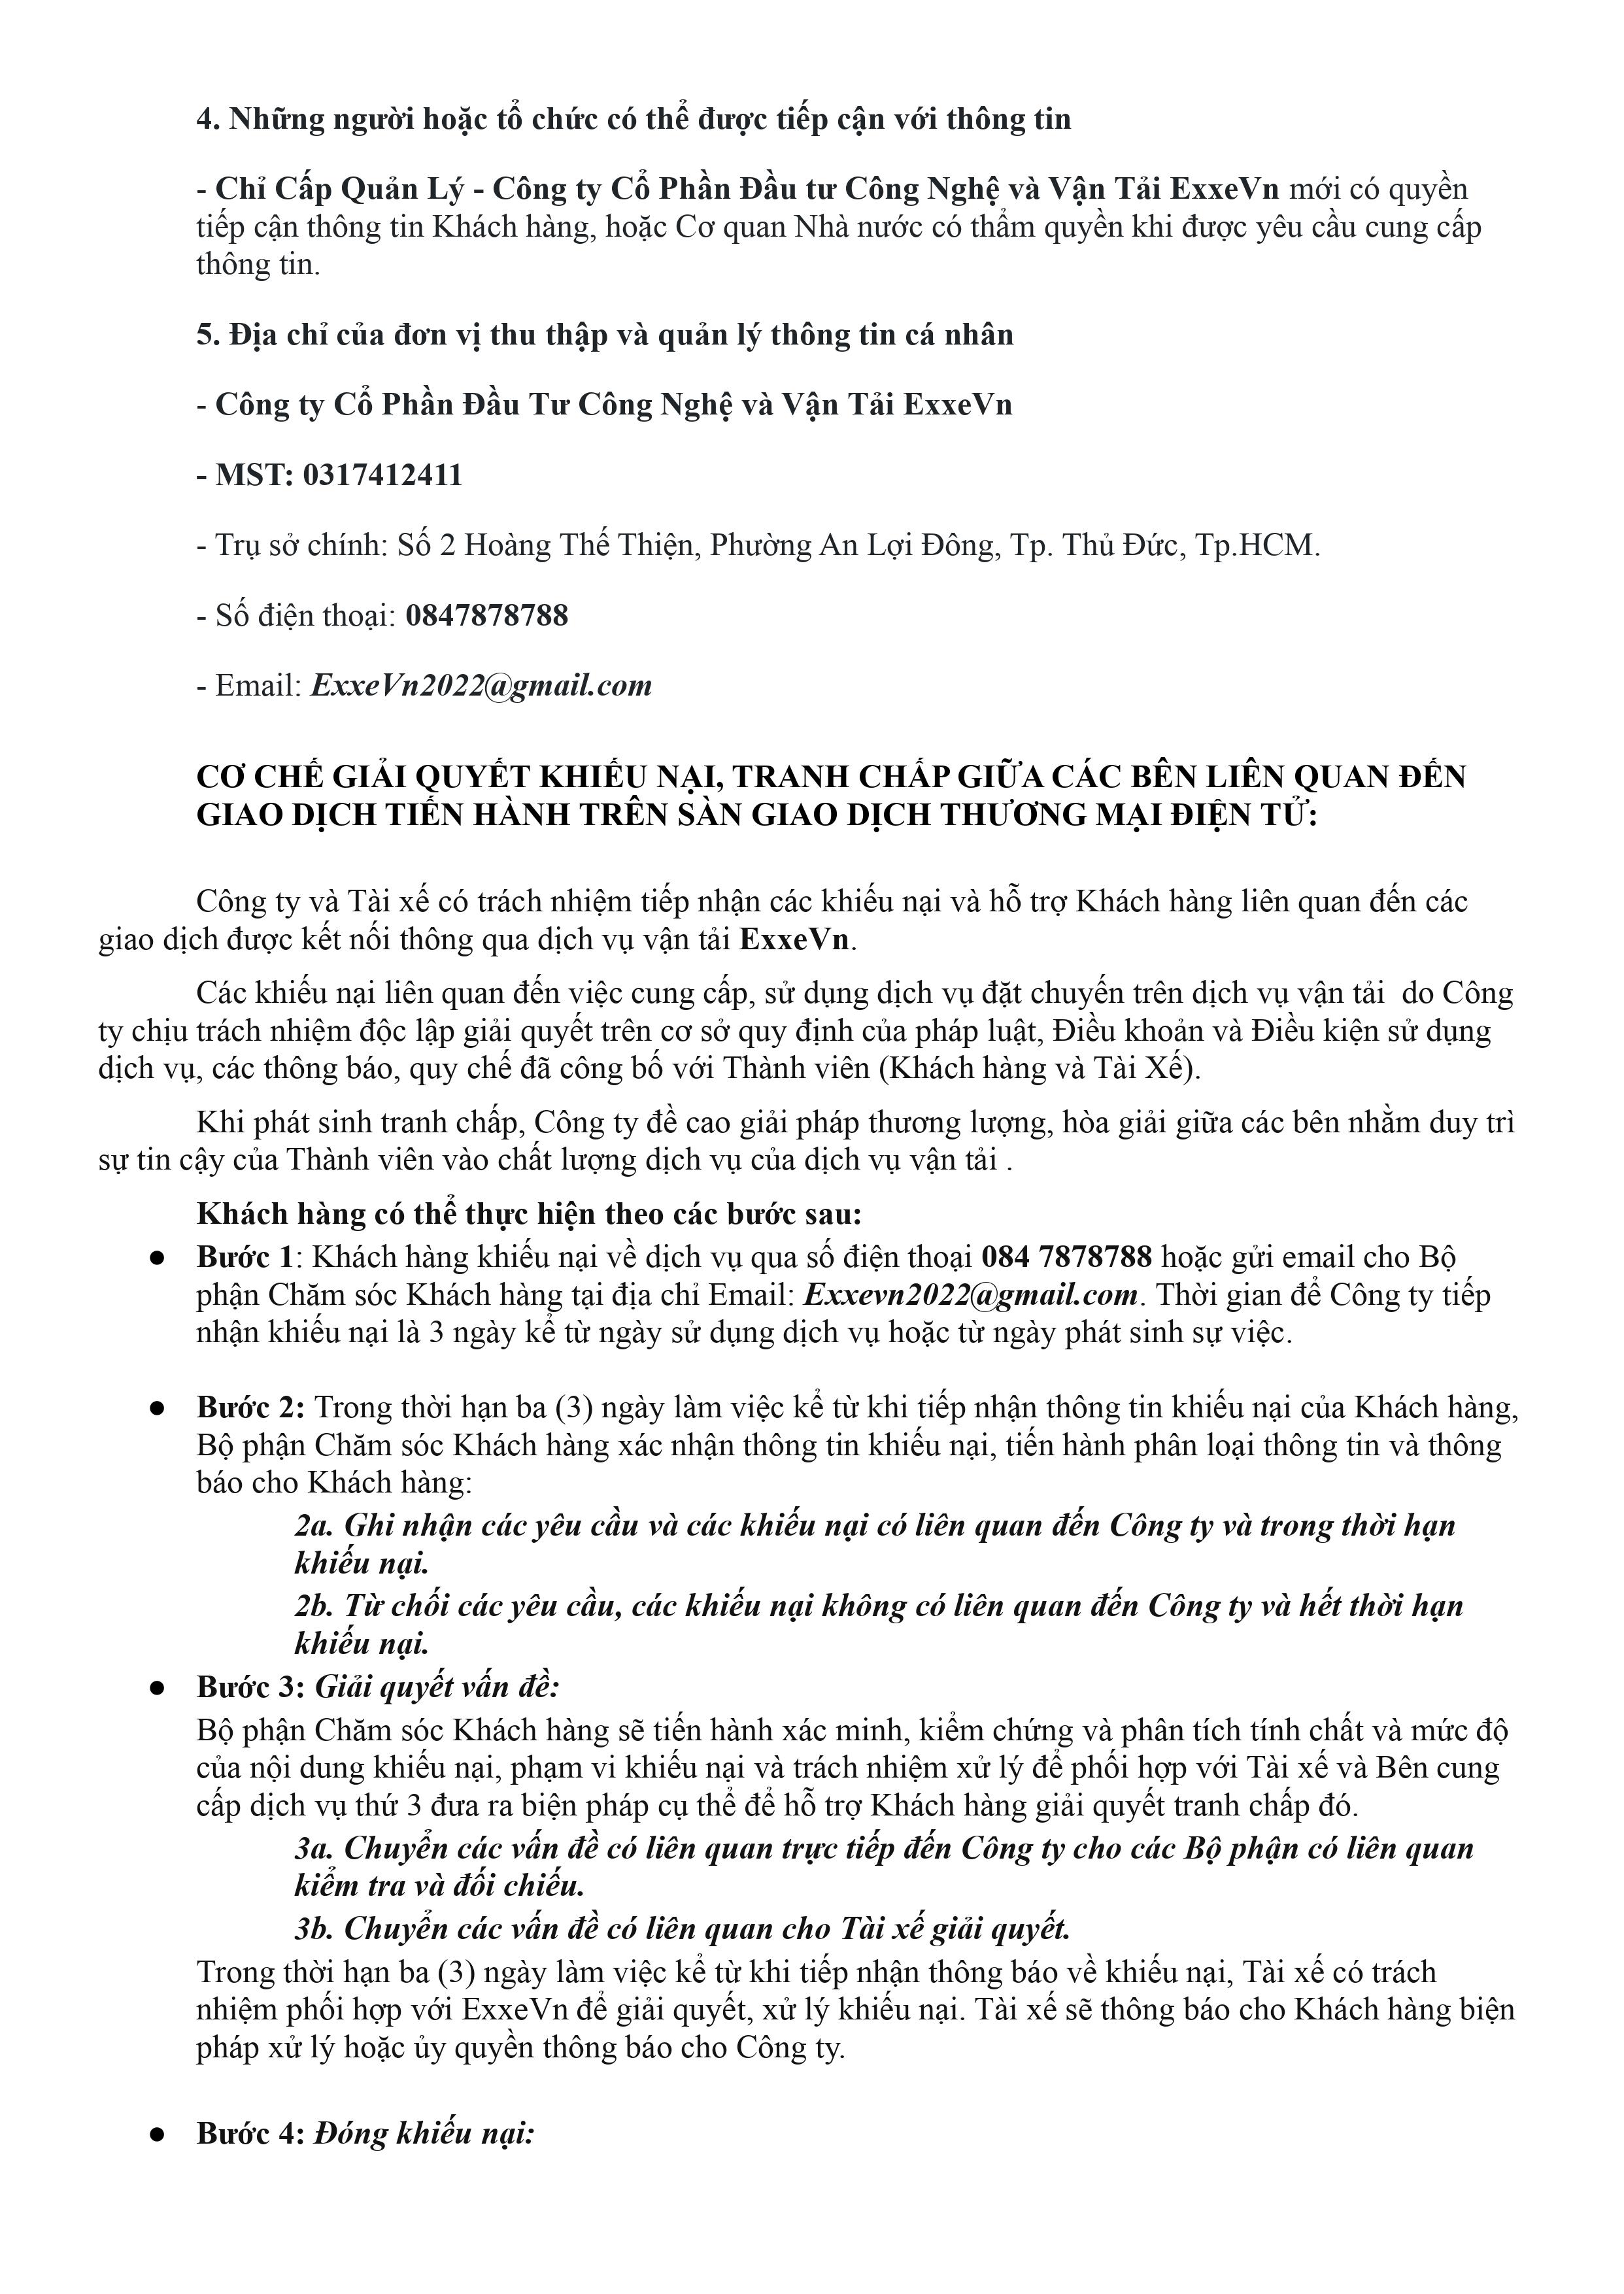 4. Những người hoặc tổ chức có thể được tiếp cận với thông tin
- Chỉ Cấp Quản Lý - Công ty Cổ Phần Đầu tư Công Nghệ và Vận Tải ExxeVn mới có quyền
tiếp cận thông tin Khách hàng, hoặc Cơ quan Nhà nước có thẩm quyền khi được yêu cầu cung cấp
thông tin.
5. Địa chỉ của đơn vị thu thập và quản lý thông tin cá nhân
- Công ty Cổ Phần Đầu Tư Công Nghệ và Vận Tải ExxeVn
- MST: 0317412411
- Trụ sở chính: Số 2 Hoàng Thế Thiện, Phường An Lợi Đông, Tp. Thủ Đức, Tp.HCM.
- Số điện thoại: 0847878788
- Email: ExxeVn2022@gmail.com
CƠ CHẾ GIẢI QUYẾT KHIẾU NẠI, TRANH CHẤP GIỮA CÁC BÊN LIÊN QUAN ĐẾN
GIAO DỊCH TIẾN HÀNH TRÊN SÀN GIAO DỊCH THƯƠNG MẠI ĐIỆN TỬ:
Công ty và Tài xế có trách nhiệm tiếp nhận các khiếu nại và hỗ trợ Khách hàng liên quan đến các
giao dịch được kết nối thông qua dịch vụ vận tải ExxeVn.
Các khiếu nại liên quan đến việc cung cấp, sử dụng dịch vụ đặt chuyến trên dịch vụ vận tải  do Công
ty chịu trách nhiệm độc lập giải quyết trên cơ sở quy định của pháp luật, Điều khoản và Điều kiện sử dụng
dịch vụ, các thông báo, quy chế đã công bố với Thành viên (Khách hàng và Tài Xế).
Khi phát sinh tranh chấp, Công ty đề cao giải pháp thương lượng, hòa giải giữa các bên nhằm duy trì
sự tin cậy của Thành viên vào chất lượng dịch vụ của dịch vụ vận tải .
Khách hàng có thể thực hiện theo các bước sau:
● Bước 1: Khách hàng khiếu nại về dịch vụ qua số điện thoại 084 7878788 hoặc gửi email cho Bộ
phận Chăm sóc Khách hàng tại địa chỉ Email: Exxevn2022@gmail.com. Thời gian để Công ty tiếp
nhận khiếu nại là 3 ngày kể từ ngày sử dụng dịch vụ hoặc từ ngày phát sinh sự việc.
● Bước 2: Trong thời hạn ba (3) ngày làm việc kể từ khi tiếp nhận thông tin khiếu nại của Khách hàng,
Bộ phận Chăm sóc Khách hàng xác nhận thông tin khiếu nại, tiến hành phân loại thông tin và thông
báo cho Khách hàng:
2a. Ghi nhận các yêu cầu và các khiếu nại có liên quan đến Công ty và trong thời hạn
khiếu nại.
2b. Từ chối các yêu cầu, các khiếu nại không có liên quan đến Công ty và hết thời hạn
khiếu nại.
● Bước 3: Giải quyết vấn đề:
Bộ phận Chăm sóc Khách hàng sẽ tiến hành xác minh, kiểm chứng và phân tích tính chất và mức độ
của nội dung khiếu nại, phạm vi khiếu nại và trách nhiệm xử lý để phối hợp với Tài xế và Bên cung
cấp dịch vụ thứ 3 đưa ra biện pháp cụ thể để hỗ trợ Khách hàng giải quyết tranh chấp đó.
3a. Chuyển các vấn đề có liên quan trực tiếp đến Công ty cho các Bộ phận có liên quan
kiểm tra và đối chiếu.
3b. Chuyển các vấn đề có liên quan cho Tài xế giải quyết.
Trong thời hạn ba (3) ngày làm việc kể từ khi tiếp nhận thông báo về khiếu nại, Tài xế có trách
nhiệm phối hợp với ExxeVn để giải quyết, xử lý khiếu nại. Tài xế sẽ thông báo cho Khách hàng biện
pháp xử lý hoặc ủy quyền thông báo cho Công ty.
● Bước 4: Đóng khiếu nại: